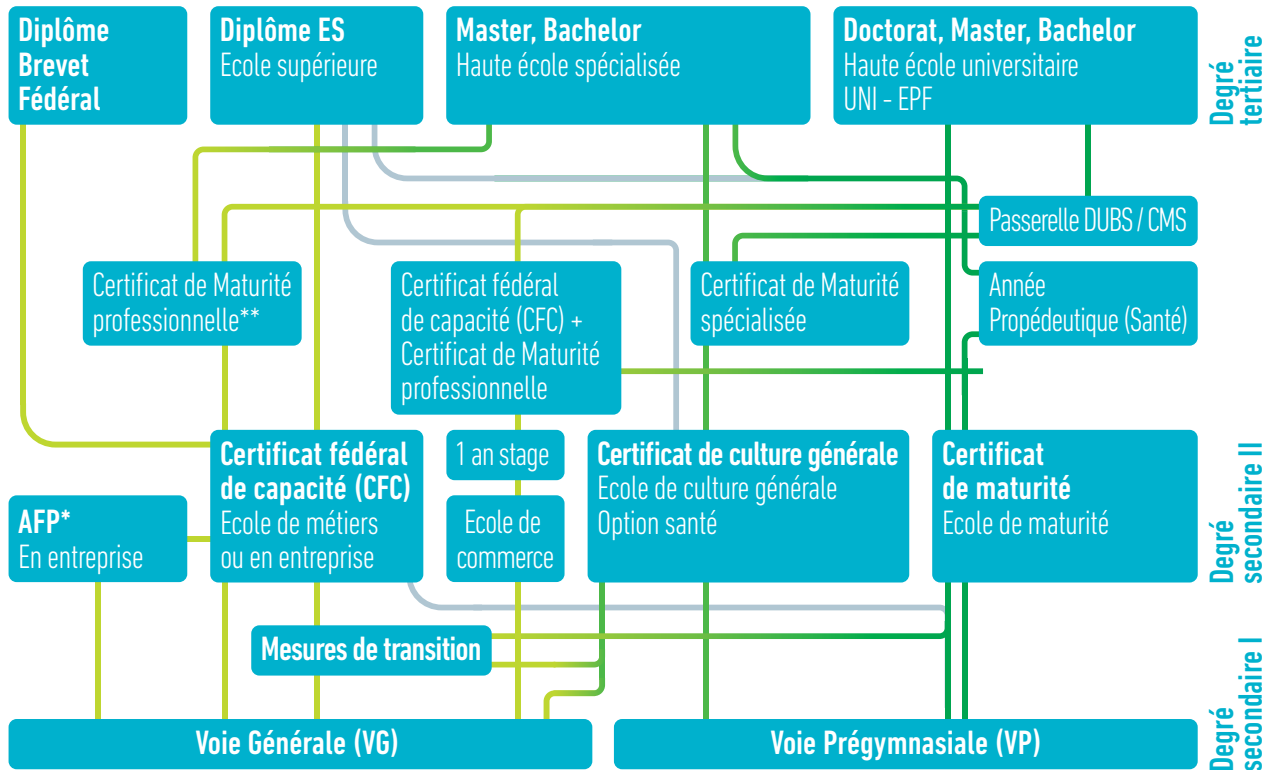 Diplôme
Brevet
Fédéral
Diplôme ES
Ecole supérieure
Master, Bachelor
Haute école spécialisée
Doctorat, Master, Bachelor
Haute école universitaire
UNI - EPF
Degré
tertiaire
Passerelle DUBS / CMS
Certificat de Maturité
professionnelle**
Certificat fédéral
de capacité (CFC) +
Certificat de Maturité
professionnelle
Certificat de Maturité
spécialisée
Année
Propédeutique (Santé)
AFP*
En entreprise
Certificat fédéral
de capacité (CFC)
Ecole de métiers
ou en entreprise
1 an stage
Ecole de
commerce
Certificat de culture générale
Ecole de culture générale
Option santé
Certificat
de maturité
Ecole de maturité
Degré
secondaire II
Mesures de transition
Voie Générale (VG)
Voie Prégymnasiale (VP)
Degré
secondaire I